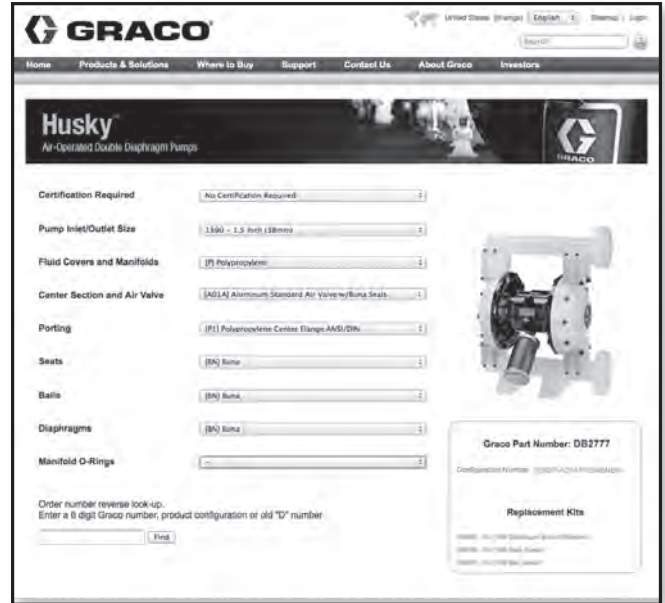 GRACO
United States (change) English Sitemap | Login
Search
Home Products & Solutions Where to Buy Support Contact Us About Graco Investors
Husky™
Air-Operated Double Diaphragm Pumps
GRACO
Certification Required No Certification Required
Pump Inlet/Outlet Size 1590 – 1.5 inch (38mm)
Fluid Covers and Manifolds (P) Polypropylene
Center Section and Air Valve (A01A) Aluminum Standard Air Valve w/Buna Seals
Porting (P1) Polypropylene Center Flange ANSI/DIN
Seats (BN) Buna
Balls (BN) Buna
Diaphragms (BN) Buna
Manifold O-Rings --
Graco Part Number: DB2777
Configuration Number
Order number reverse look-up.
Enter a 6 digit Graco number, product configuration or old "D" number
Find
Replacement Kits